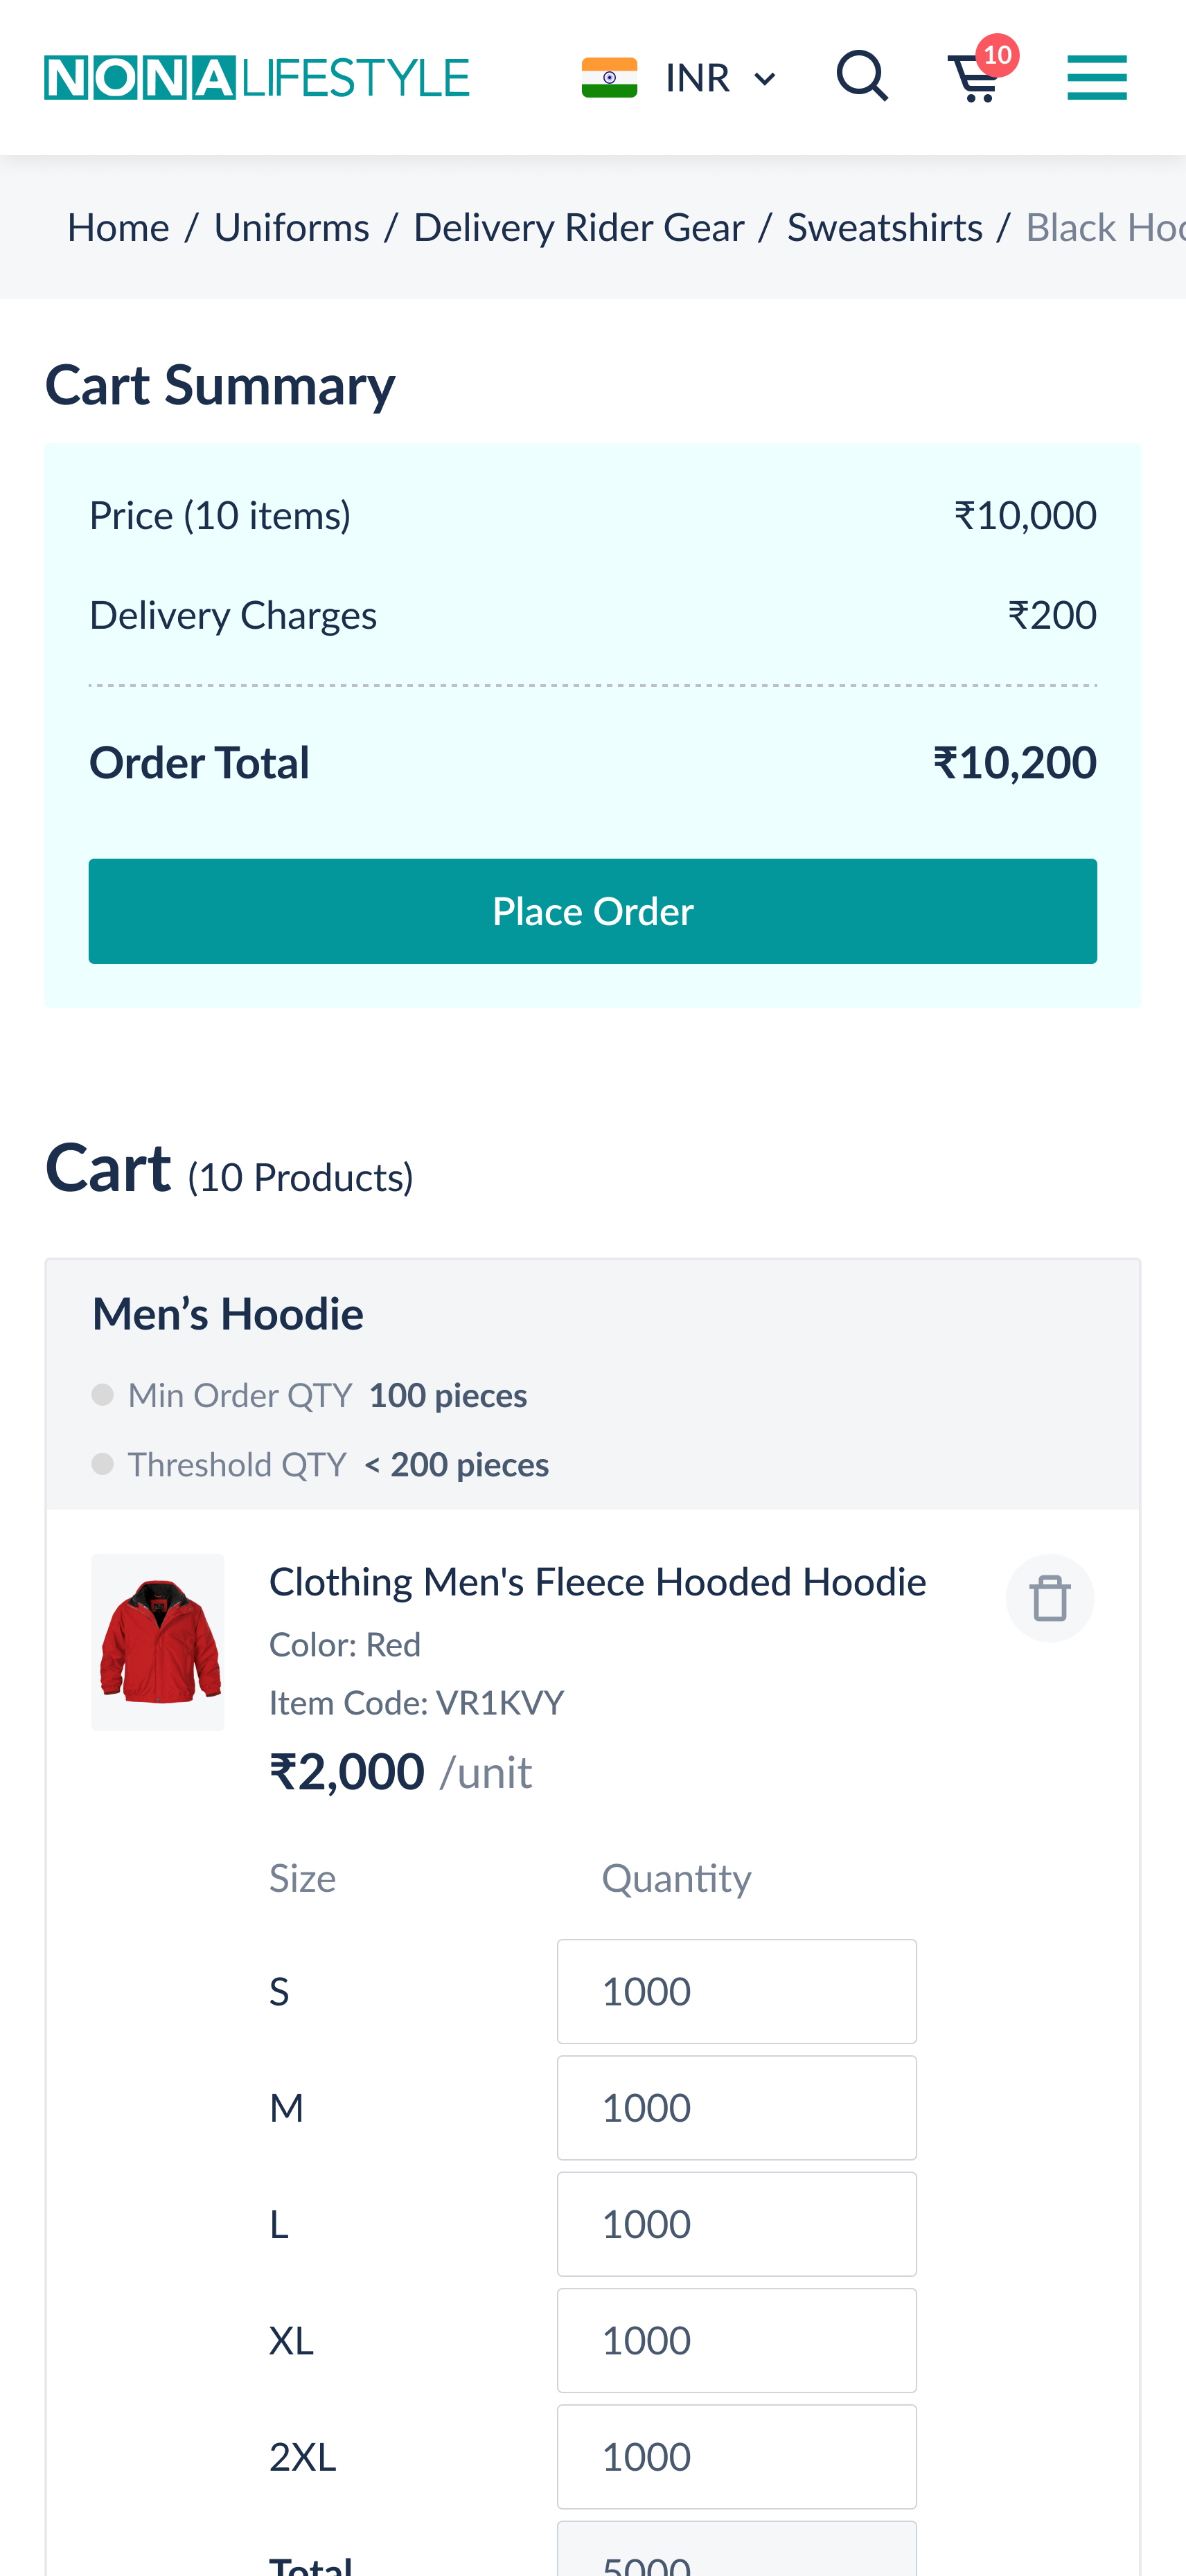 NONALIFESTYLE INR 10
Home / Uniforms / Delivery Rider Gear / Sweatshirts / Black
Cart Summary
Price (10 items) ₹10,000
Delivery Charges ₹200
Order Total ₹10,200
Place Order
Cart (10 Products)
Men’s Hoodie
Min Order QTY 100 pieces
Threshold QTY < 200 pieces
Clothing Men's Fleece Hooded Hoodie
Color: Red
Item Code: VR1KVY
₹2,000 /unit
Size Quantity
S 1000
M 1000
L 1000
XL 1000
2XL 1000
Total 5000